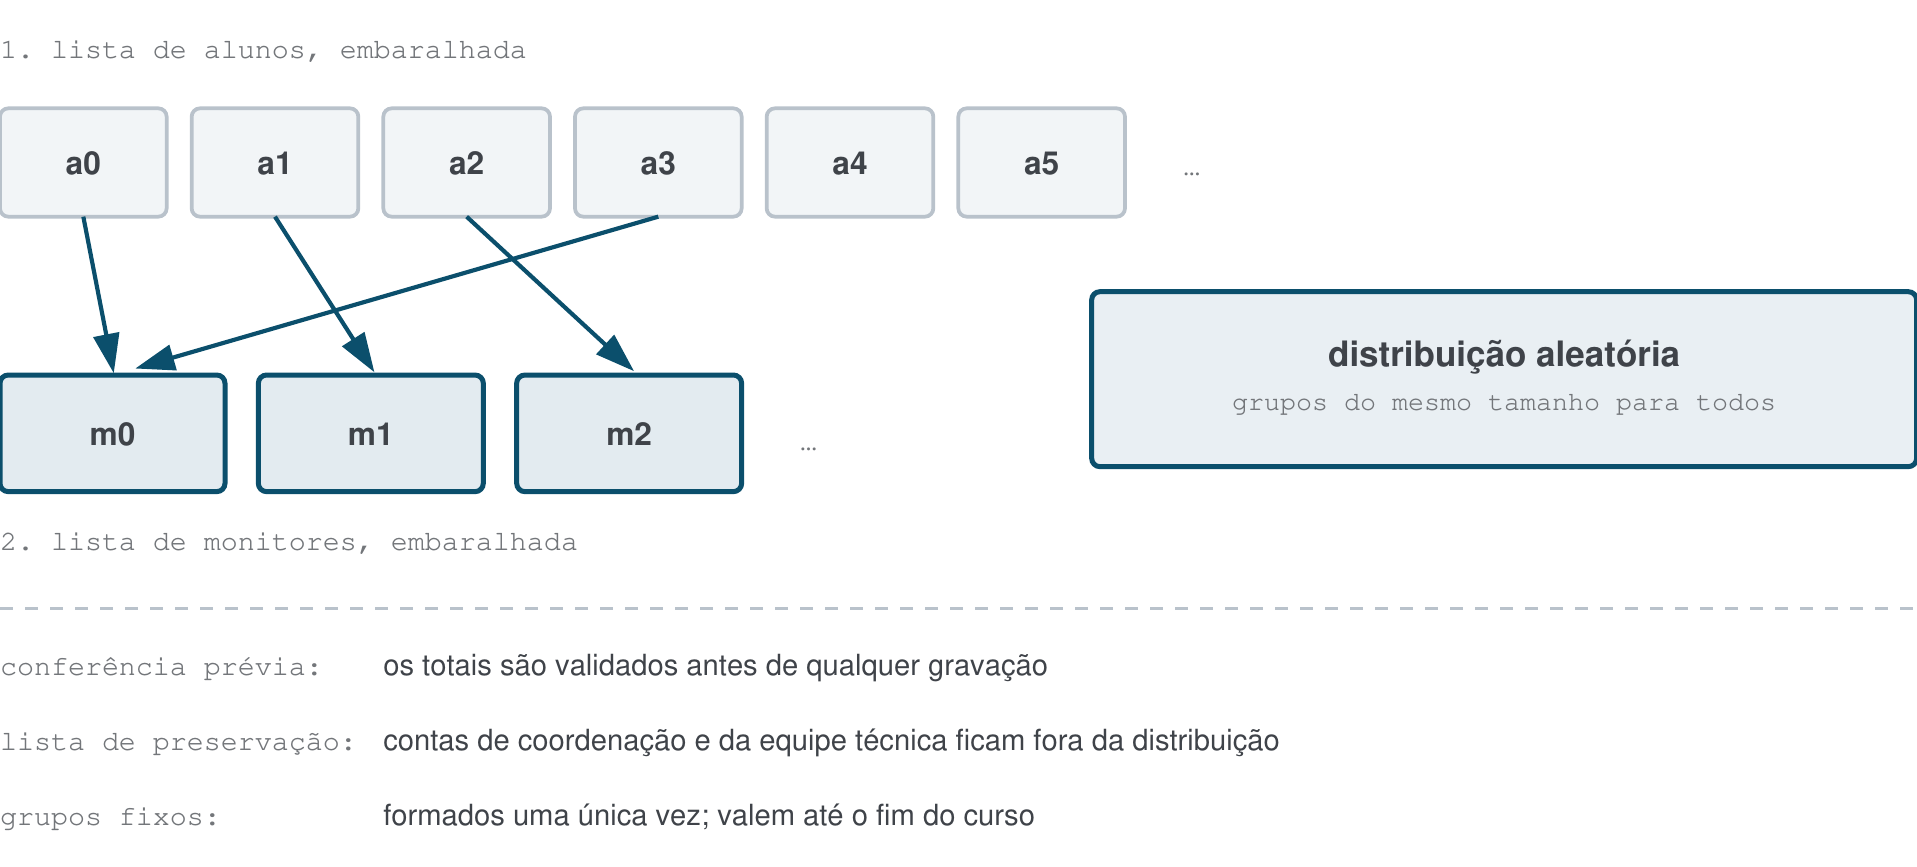 1. lista de alunos, embaralhada
a0 a1 a2 a3 a4 a5 …
distribuição aleatória
grupos do mesmo tamanho para todos
m0 m1 m2 …
2. lista de monitores, embaralhada
conferência prévia: os totais são validados antes de qualquer gravação
lista de preservação: contas de coordenação e da equipe técnica ficam fora da distribuição
grupos fixos: formados uma única vez; valem até o fim do curso